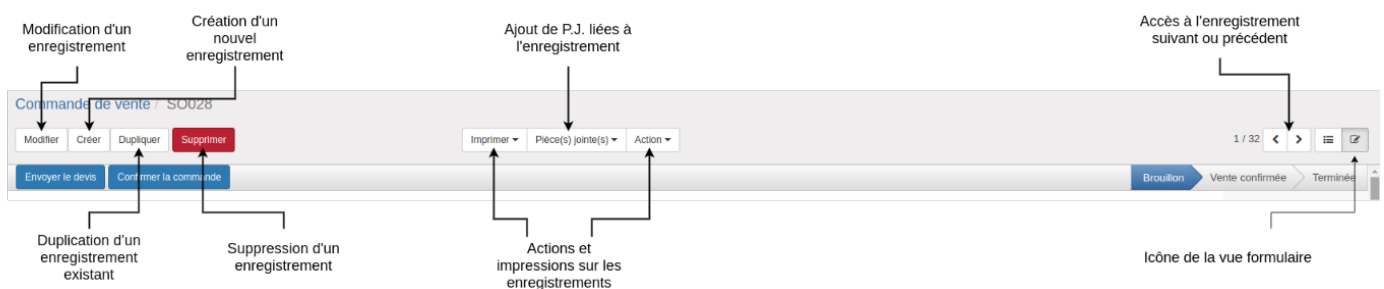 Modification d'un
enregistrement
Création d'un
nouvel
enregistrement
Ajout de P.J. liées à
l'enregistrement
Accès à l'enregistrement
suivant ou précédent
Commande de vente / SO028
Modifier Créer Dupliquer Supprimer Imprimer Pièce(s) jointe(s) Action 1 / 32
Envoyer le devis Confirmer la commande Brouillon Vente confirmée Terminée
Duplication d'un
enregistrement
existant
Suppression d'un
enregistrement
Actions et
impressions sur les
enregistrements
Icône de la vue formulaire